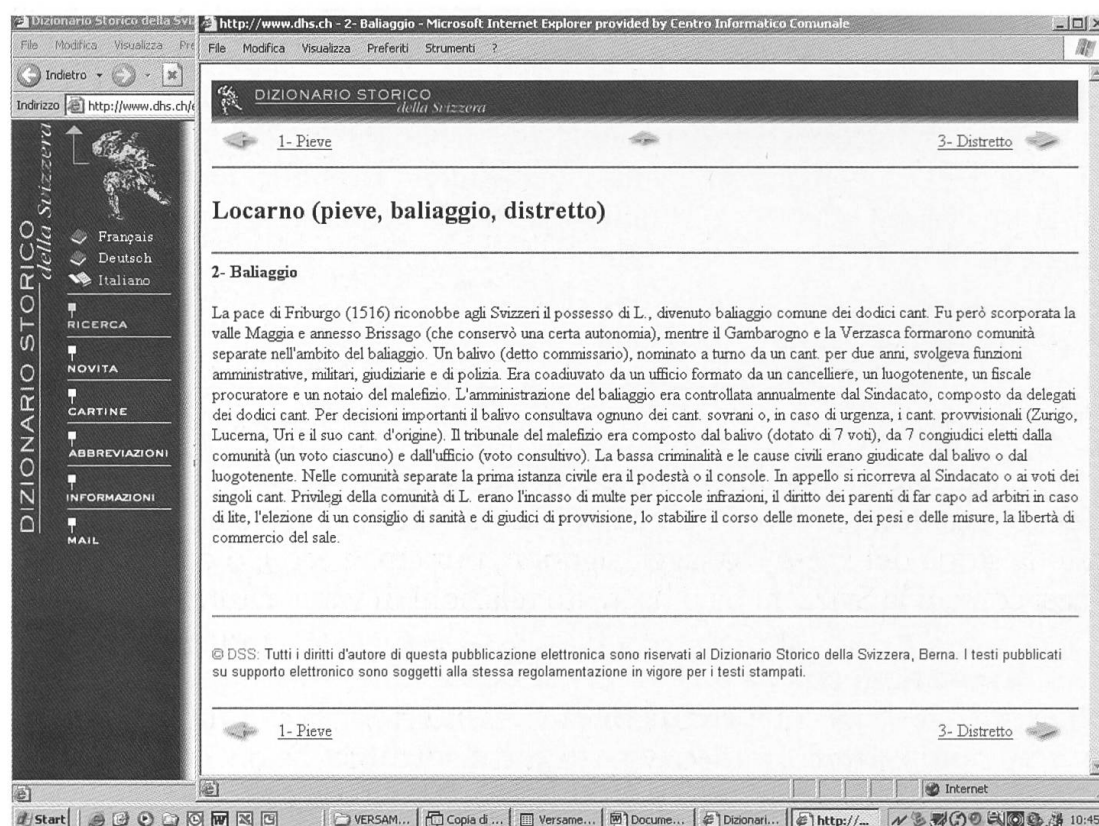 Dizionario Storico della Svi
File Modifica Visualizza Pre
Indietro
Indirizzo http://www.dhs.ch/e
DIZIONARIO STORICO
della Svizzera
Français
Deutsch
Italiano
RICERCA
NOVITA
CARTINE
ABBREVIAZIONI
INFORMAZIONI
MAIL
http://www.dhs.ch - 2- Baliaggio - Microsoft Internet Explorer provided by Centro Informatico Comunale
File Modifica Visualizza Preferiti Strumenti ?
DIZIONARIO STORICO
della Svizzera
1- Pieve 3- Distretto
Locarno (pieve, baliaggio, distretto)
2- Baliaggio
La pace di Friburgo (1516) riconobbe agli Svizzeri il possesso di L., divenuto baliaggio comune dei dodici cant. Fu però scorporata la
valle Maggia e annesso Brissago (che conservò una certa autonomia), mentre il Gambarogno e la Verzasca formarono comunità
separate nell'ambito del baliaggio. Un balivo (detto commissario), nominato a turno da un cant. per due anni, svolgeva funzioni
amministrative, militari, giudiziarie e di polizia. Era coadiuvato da un ufficio formato da un cancelliere, un luogotenente, un fiscale
procuratore e un notaio del malefizio. L'amministrazione del baliaggio era controllata annualmente dal Sindacato, composto da delegati
dei dodici cant. Per decisioni importanti il balivo consultava ognuno dei cant. sovrani o, in caso di urgenza, i cant. provvisionali (Zurigo,
Lucerna, Uri e il suo cant. d'origine). Il tribunale del malefizio era composto dal balivo (dotato di 7 voti), da 7 congiudici eletti dalla
comunità (un voto ciascuno) e dall'ufficio (voto consultivo). La bassa criminalità e le cause civili erano giudicate dal balivo o dal
luogotenente. Nelle comunità separate la prima istanza civile era il podestà o il console. In appello si ricorreva al Sindacato o ai voti dei
singoli cant. Privilegi della comunità di L. erano l'incasso di multe per piccole infrazioni, il diritto dei parenti di far capo ad arbitri in caso
di lite, l'elezione di un consiglio di sanità e di giudici di provvisione, lo stabilire il corso delle monete, dei pesi e delle misure, la libertà di
commercio del sale.
© DSS: Tutti i diritti d'autore di questa pubblicazione elettronica sono riservati al Dizionario Storico della Svizzera, Berna. I testi pubblicati
su supporto elettronico sono soggetti alla stessa regolamentazione in vigore per i testi stampati.
1- Pieve 3- Distretto
Internet
Start VERSAM... Copia di ... Versame... Docume... Dizionari... http://... 10:45